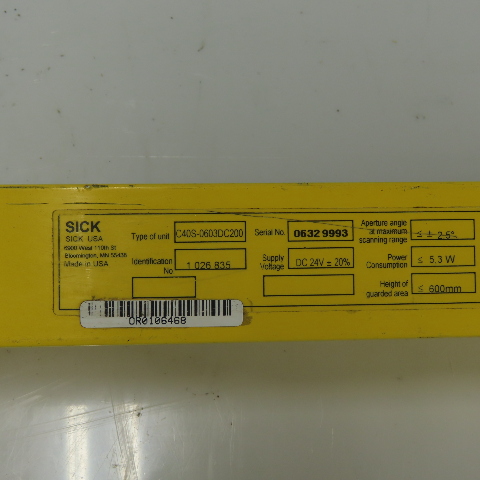 SICK
SICK USA
6900 West 110th St
Bloomington, MN 55438
Made in USA
Type of unit C40S-0603DC200
Identification No 1 026 835
Serial No. 0632 9993
Supply Voltage DC 24V ± 20%
Aperture angle at maximum scanning range ≤ ± 2.5°
Power Consumption ≤ 5.3 W
Height of guarded area ≤ 600mm
OR0106468